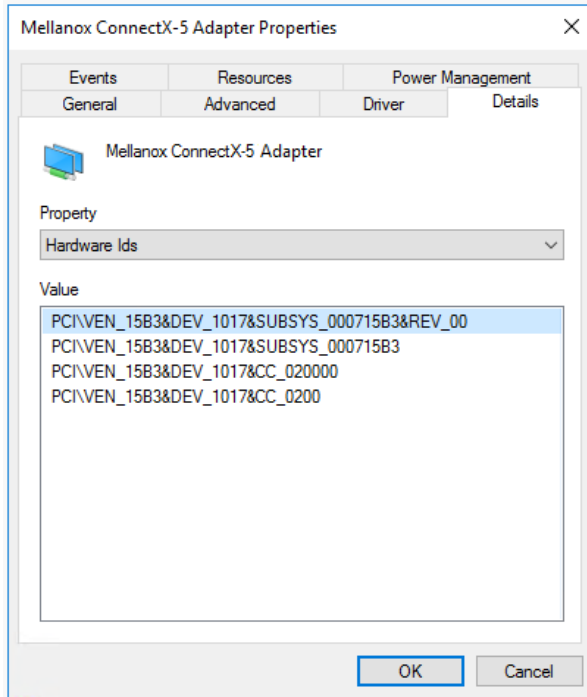 Mellanox ConnectX-5 Adapter Properties
Events Resources Power Management
General Advanced Driver Details
Mellanox ConnectX-5 Adapter
Property
Hardware Ids
Value
PCI\VEN_15B3&DEV_1017&SUBSYS_000715B3&REV_00
PCI\VEN_15B3&DEV_1017&SUBSYS_000715B3
PCI\VEN_15B3&DEV_1017&CC_020000
PCI\VEN_15B3&DEV_1017&CC_0200
OK Cancel